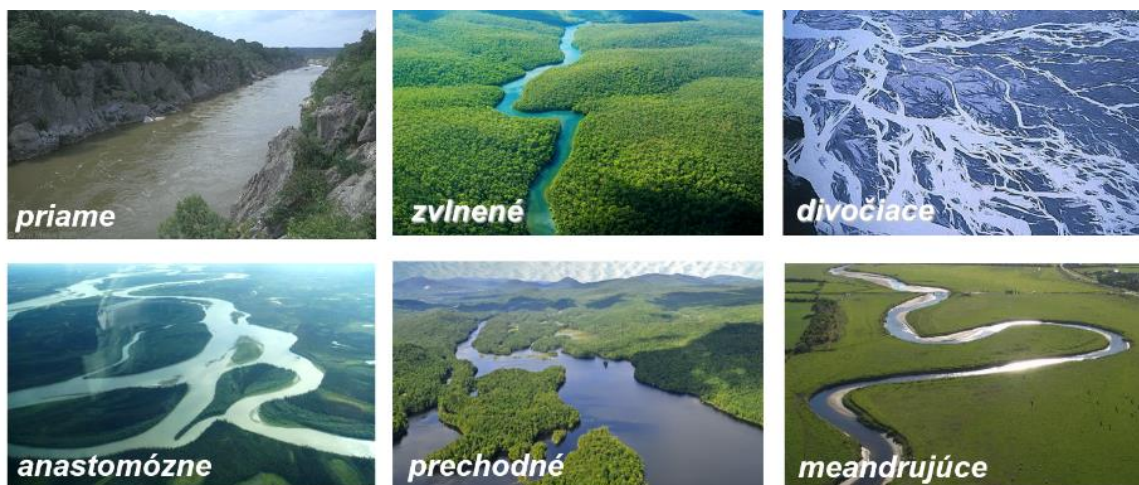 priame
zvlnené
divočiace
anastomózne
prechodné
meandrujúce